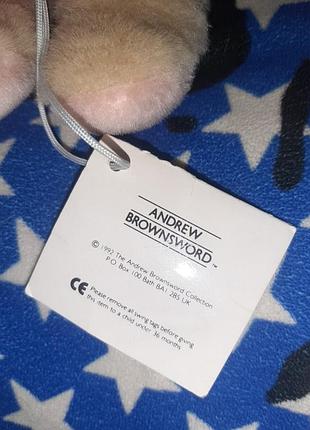 ANDREW
BROWNSWORD™
© 1993 The Andrew Brownsword Collection
P.O. Box 100 Bath BA1 2BS UK
CE Please remove all swing tags before giving
this item to a child under 36 months